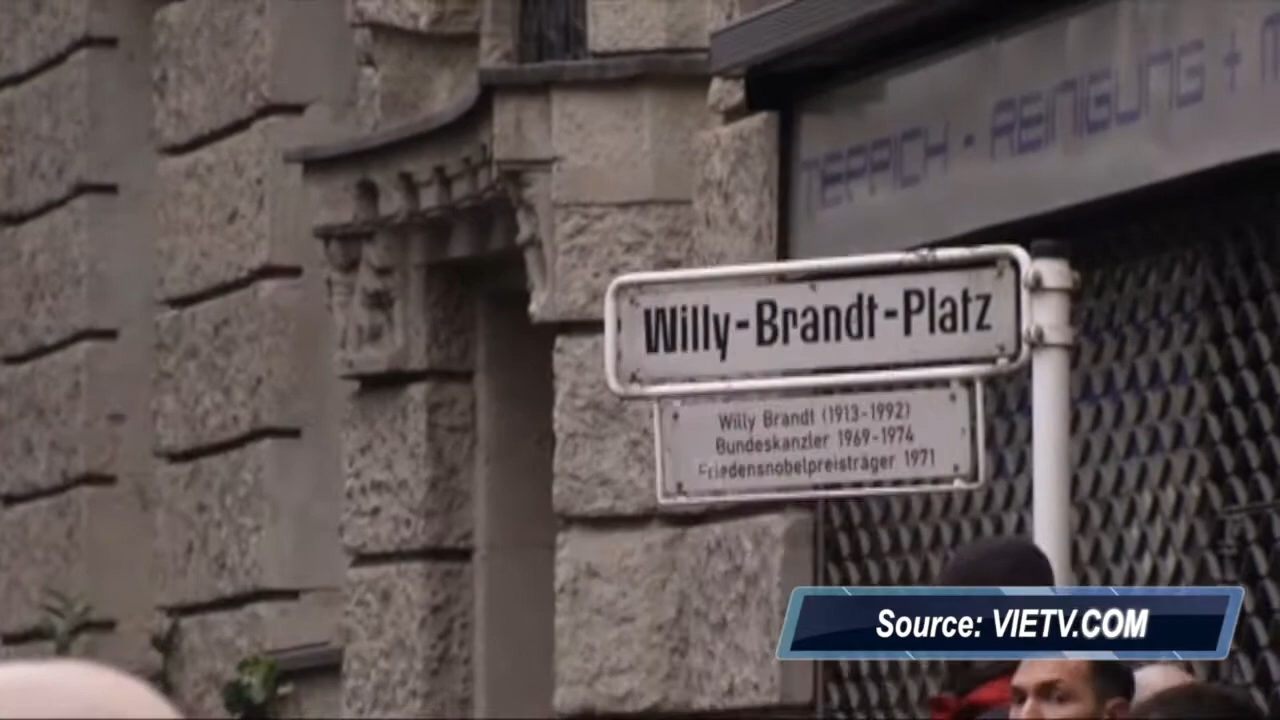 TEPPICH - REINIGUNG +
Willy-Brandt-Platz
Willy Brandt (1913-1992)
Bundeskanzler 1969-1974
Friedensnobelpreisträger 1971
Source: VIETV.COM